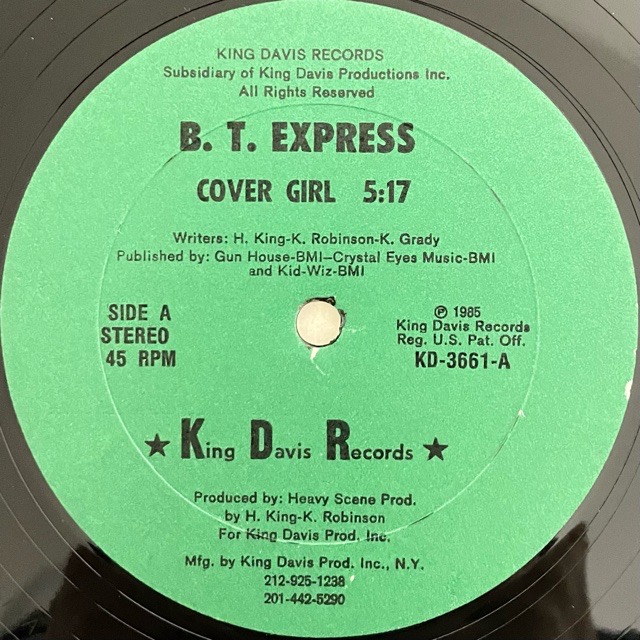 KING DAVIS RECORDS
Subsidiary of King Davis Productions Inc.
All Rights Reserved
B. T. EXPRESS
COVER GIRL 5:17
Writers: H. King-K. Robinson-K. Grady
Published by: Gun House-BMI—Crystal Eyes Music-BMI
and Kid-Wiz-BMI
SIDE A
STEREO
45 RPM
℗ 1985
King Davis Records
Reg. U.S. Pat. Off.
KD-3661-A
★ King Davis Records ★
Produced by: Heavy Scene Prod.
by H. King-K. Robinson
For King Davis Prod. Inc.
Mfg. by King Davis Prod. Inc., N.Y.
212-925-1238
201-442-5290